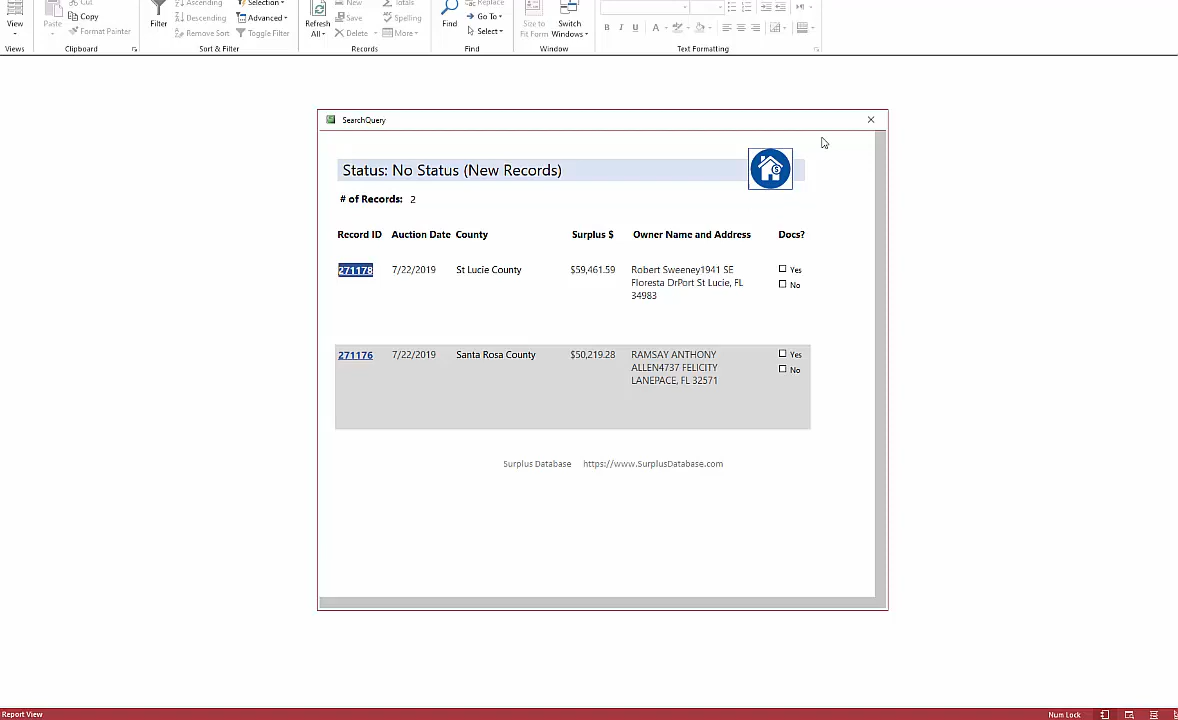 Cut
Ascending
Selection
New
Totals
Replace
View
Paste
Copy
Filter
Descending
Advanced
Refresh
All
Save
Spelling
Find
Go To
Size to
Fit Form
Switch
Windows
Format Painter
Remove Sort
Toggle Filter
Delete
More
Select
B I U A
Views
Clipboard
Sort & Filter
Records
Find
Window
Text Formatting
SearchQuery
Status: No Status (New Records)
# of Records: 2
Record ID Auction Date County Surplus $ Owner Name and Address Docs?
271178 7/22/2019 St Lucie County $59,461.59 Robert Sweeney1941 SE Yes
Floresta DrPort St Lucie, FL No
34983
271176 7/22/2019 Santa Rosa County $50,219.28 RAMSAY ANTHONY Yes
ALLEN4737 FELICITY No
LANEPACE, FL 32571
Surplus Database https://www.SurplusDatabase.com
Report View
Num Lock